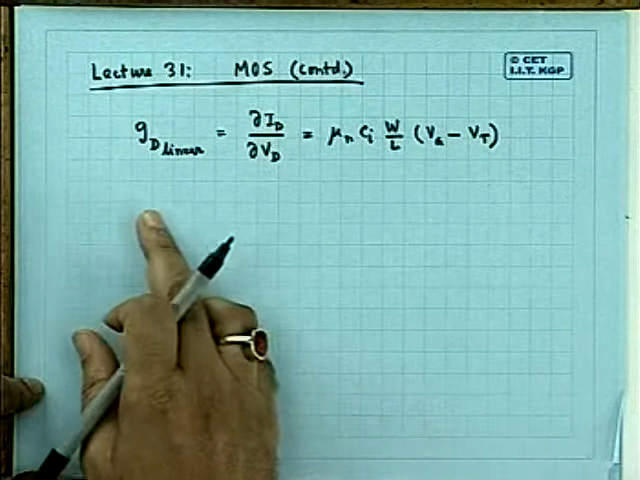 Lecture 31: MOS (Contd.)
© CET
I.I.T. KGP
g_D linear = ∂I_D / ∂V_D = μ_n C_i W/L (V_G − V_T)